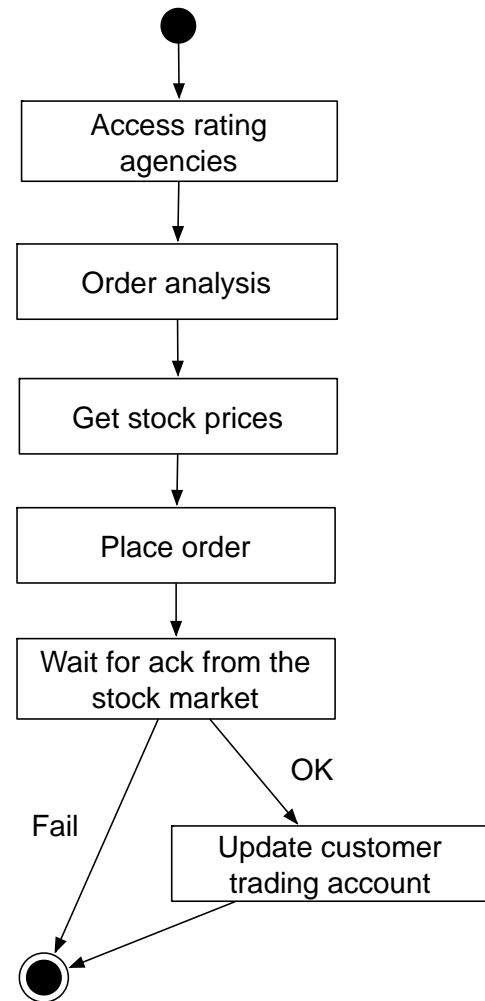 Access rating
agencies
Order analysis
Get stock prices
Place order
Wait for ack from the
stock market
OK
Fail
Update customer
trading account